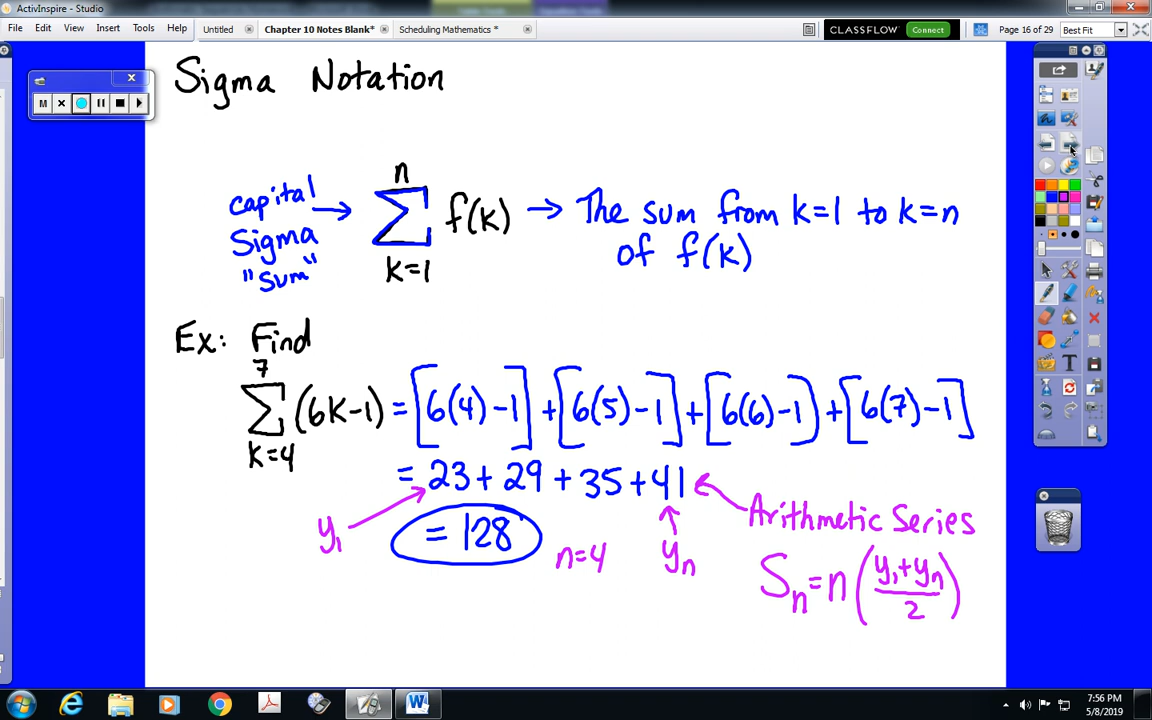 ActivInspire - Studio
File Edit View Insert Tools Help
Untitled
Chapter 10 Notes Blank*
Scheduling Mathematics *
CLASSFLOW Connect
Page 16 of 29
Best Fit
M
Sigma Notation
capital Sigma "Sum" → n Σ k=1 f(k) → The sum from k=1 to k=n
of f(k)
Ex: Find
7 Σ k=4 (6k-1) = [6(4)-1] + [6(5)-1] + [6(6)-1) + [6(7)-1]
= 23 + 29 + 35 + 41
Arithmetic Series
y₁
= 128
n=4
yₙ
Sₙ = n((y₁+yₙ)/2)
7:56 PM
5/8/2019